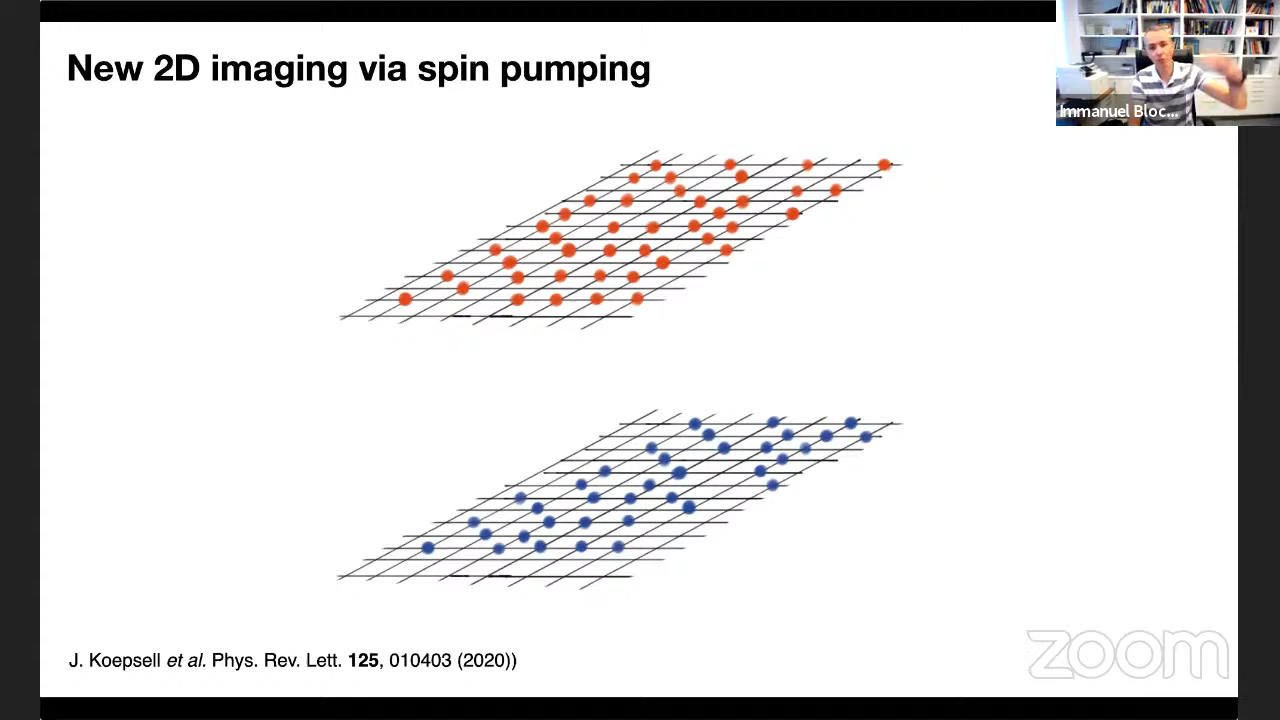 New 2D imaging via spin pumping
Immanuel Bloc...
J. Koepsell et al. Phys. Rev. Lett. 125, 010403 (2020))
zoom